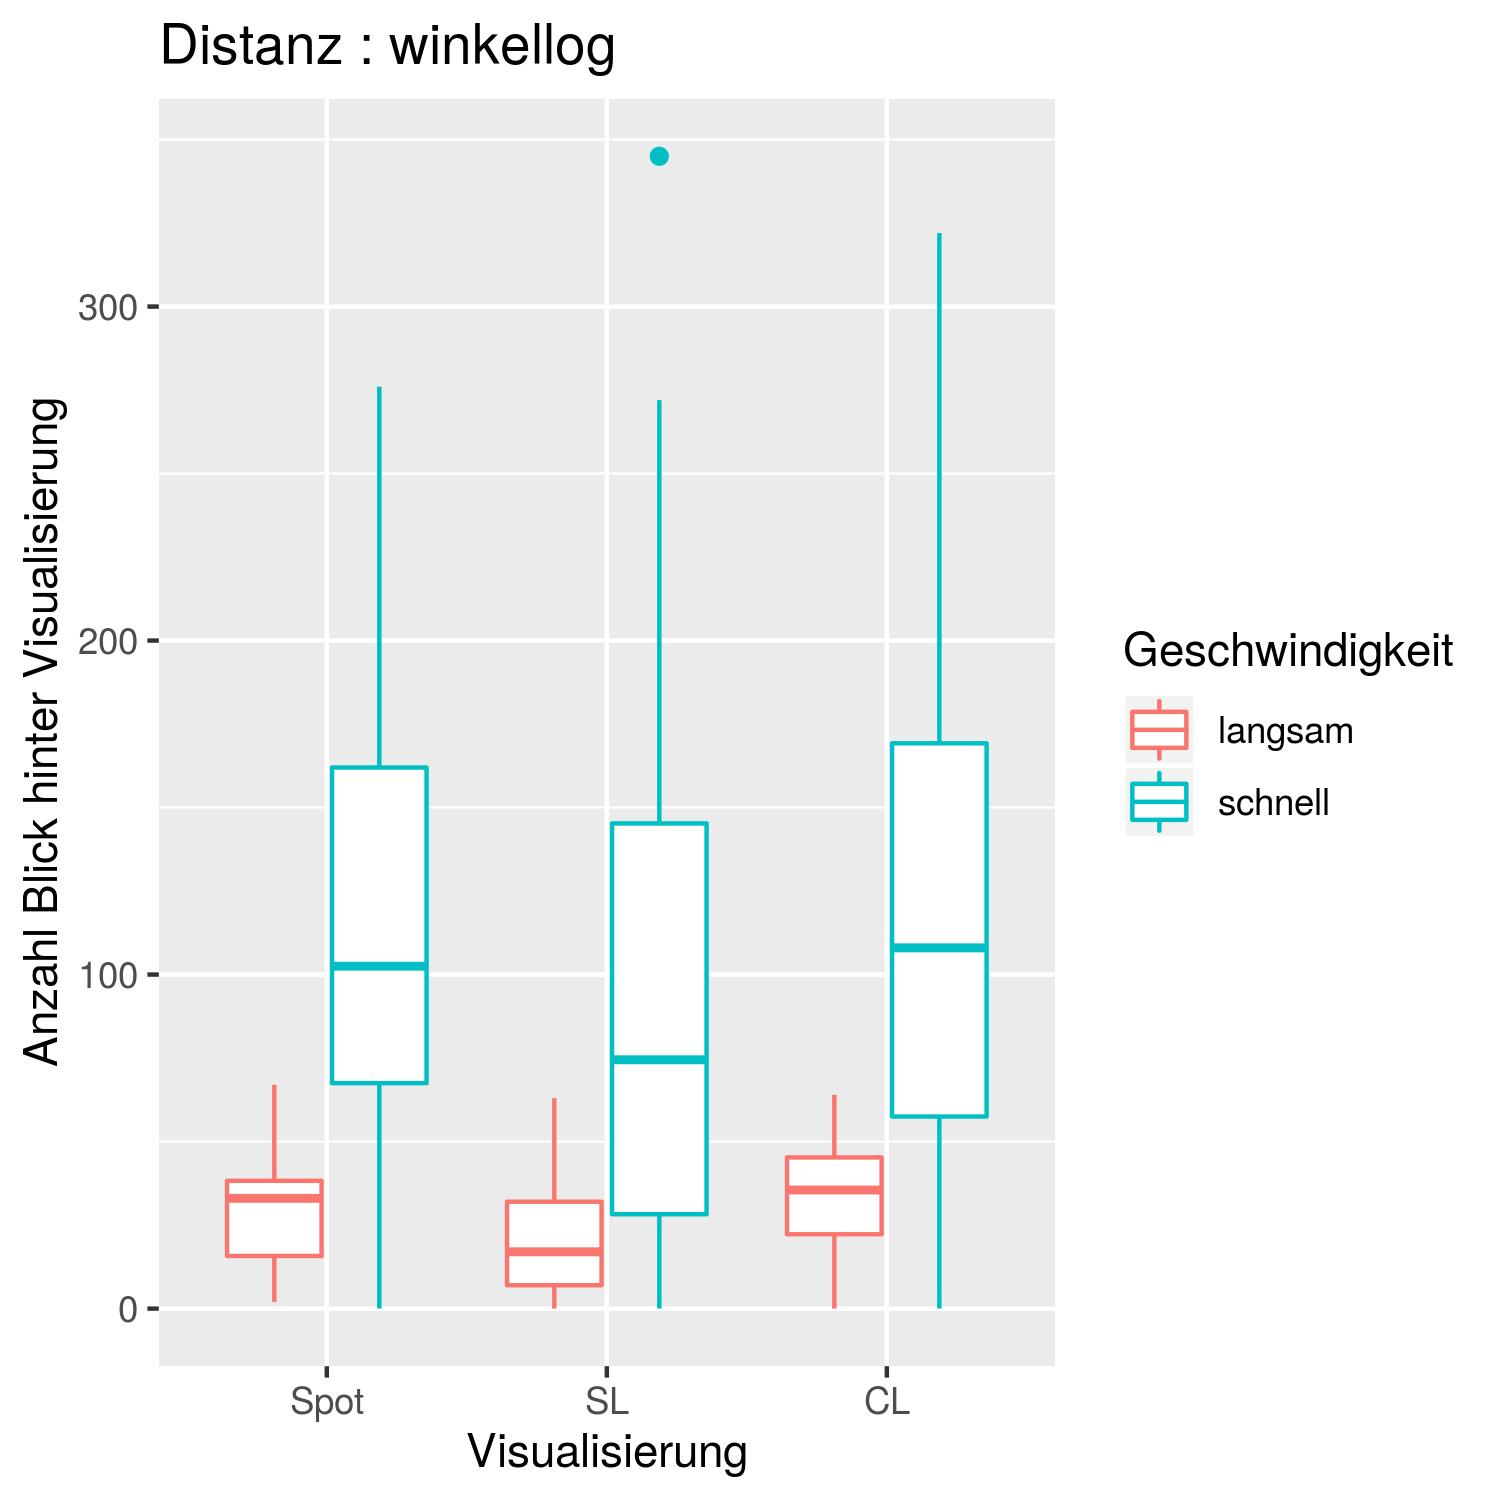 Distanz : winkellog
Anzahl Blick hinter Visualisierung
300
200
100
0
Spot SL CL
Visualisierung
Geschwindigkeit
langsam
schnell